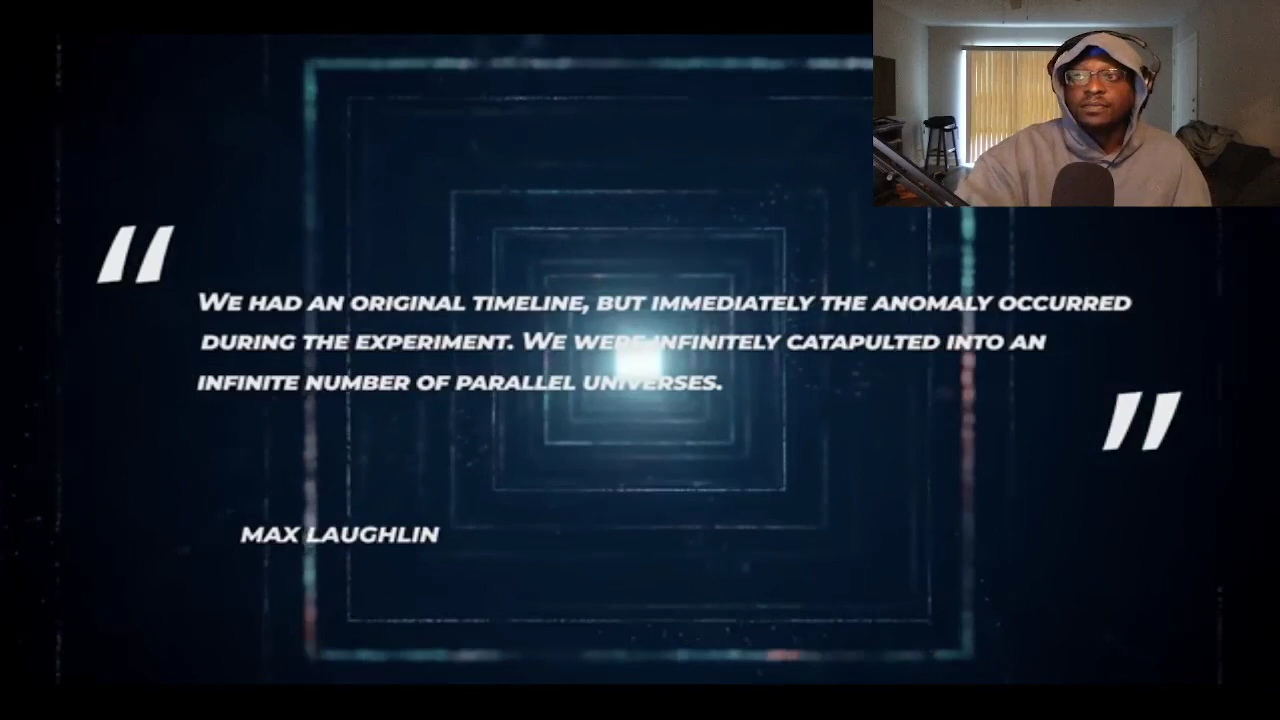 “
We had an original timeline, but immediately the anomaly occurred
during the experiment. We were infinitely catapulted into an
infinite number of parallel universes.
”
Max Laughlin